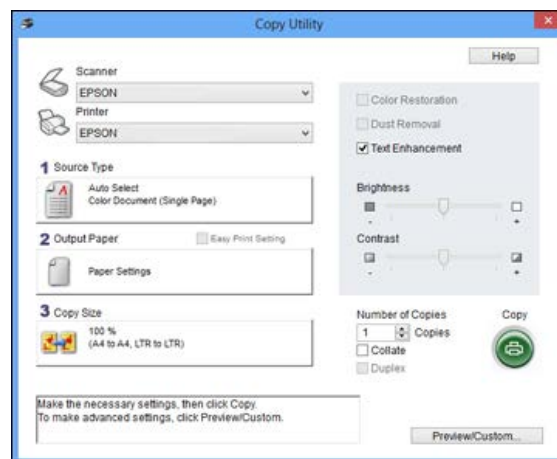 Copy Utility
Help
Scanner
EPSON
Printer
EPSON
Color Restoration
Dust Removal
Text Enhancement
1 Source Type
Auto Select
Color Document (Single Page)
Brightness
- +
2 Output Paper
Easy Print Setting
Paper Settings
Contrast
- +
3 Copy Size
100 %
(A4 to A4, LTR to LTR)
Number of Copies
1 Copies
Collate
Duplex
Copy
Make the necessary settings, then click Copy.
To make advanced settings, click Preview/Custom.
Preview/Custom...